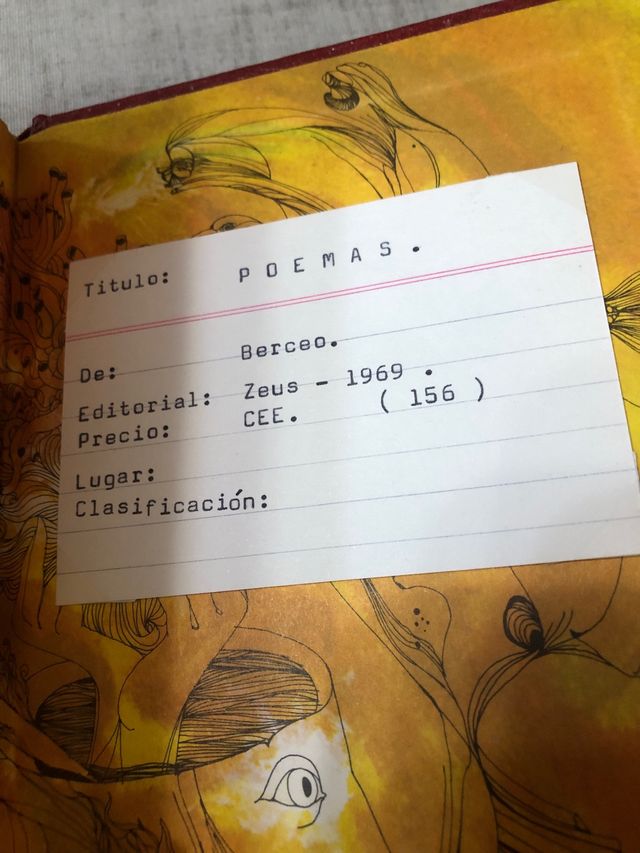 Titulo: P O E M A S .
De: Berceo.
Editorial: Zeus - 1969 .
Precio: CEE. ( 156 )
Lugar:
Clasificación: